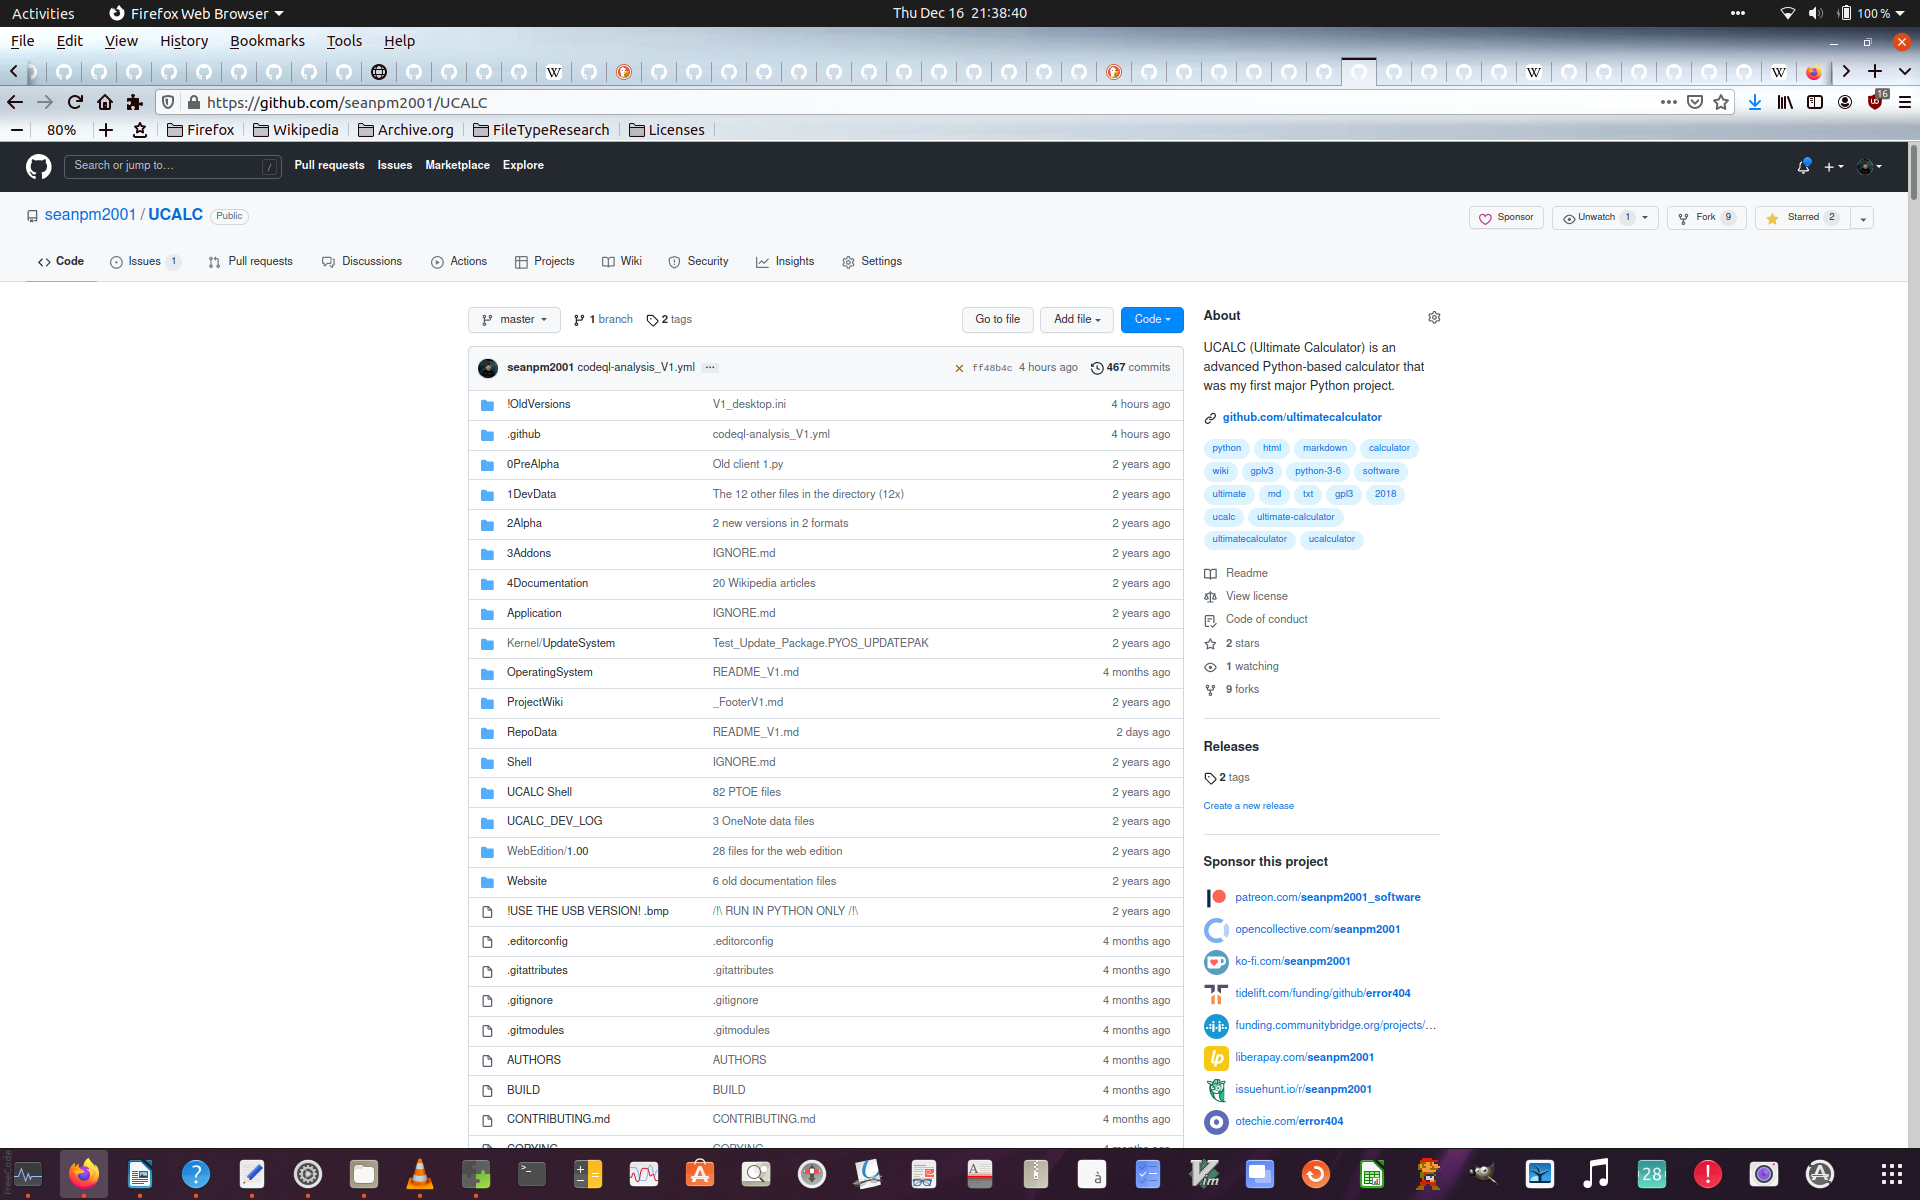 Activities
Firefox Web Browser
Thu Dec 16 21:38:40
100 %
File Edit View History Bookmarks Tools Help
https://github.com/seanpm2001/UCALC
16
80%
Firefox
Wikipedia
Archive.org
FileTypeResearch
Licenses
Search or jump to…
/
Pull requests
Issues
Marketplace
Explore
seanpm2001 / UCALC Public
Sponsor
Unwatch 1
Fork 9
Starred 2
Code
Issues 1
Pull requests
Discussions
Actions
Projects
Wiki
Security
Insights
Settings
master
1 branch
2 tags
Go to file
Add file
Code
seanpm2001 codeql-analysis_V1.yml ... ff48b4c 4 hours ago 467 commits
!OldVersions V1_desktop.ini 4 hours ago
.github codeql-analysis_V1.yml 4 hours ago
0PreAlpha Old client 1.py 2 years ago
1DevData The 12 other files in the directory (12x) 2 years ago
2Alpha 2 new versions in 2 formats 2 years ago
3Addons IGNORE.md 2 years ago
4Documentation 20 Wikipedia articles 2 years ago
Application IGNORE.md 2 years ago
Kernel/UpdateSystem Test_Update_Package.PYOS_UPDATEPAK 2 years ago
OperatingSystem README_V1.md 4 months ago
ProjectWiki _FooterV1.md 2 years ago
RepoData README_V1.md 2 days ago
Shell IGNORE.md 2 years ago
UCALC Shell 82 PTOE files 2 years ago
UCALC_DEV_LOG 3 OneNote data files 2 years ago
WebEdition/1.00 28 files for the web edition 2 years ago
Website 6 old documentation files 2 years ago
!USE THE USB VERSION! .bmp /!\ RUN IN PYTHON ONLY /!\ 2 years ago
.editorconfig .editorconfig 4 months ago
.gitattributes .gitattributes 4 months ago
.gitignore .gitignore 4 months ago
.gitmodules .gitmodules 4 months ago
AUTHORS AUTHORS 4 months ago
BUILD BUILD 4 months ago
CONTRIBUTING.md CONTRIBUTING.md 4 months ago
COPYING COPYING 4 months ago
About
UCALC (Ultimate Calculator) is an
advanced Python-based calculator that
was my first major Python project.
github.com/ultimatecalculator
python html markdown calculator
wiki gplv3 python-3-6 software
ultimate md txt gpl3 2018
ucalc ultimate-calculator
ultimatecalculator ucalculator
Readme
View license
Code of conduct
2 stars
1 watching
9 forks
Releases
2 tags
Create a new release
Sponsor this project
patreon.com/seanpm2001_software
opencollective.com/seanpm2001
ko-fi.com/seanpm2001
tidelift.com/funding/github/error404
funding.communitybridge.org/projects/…
liberapay.com/seanpm2001
issuehunt.io/r/seanpm2001
otechie.com/error404
28